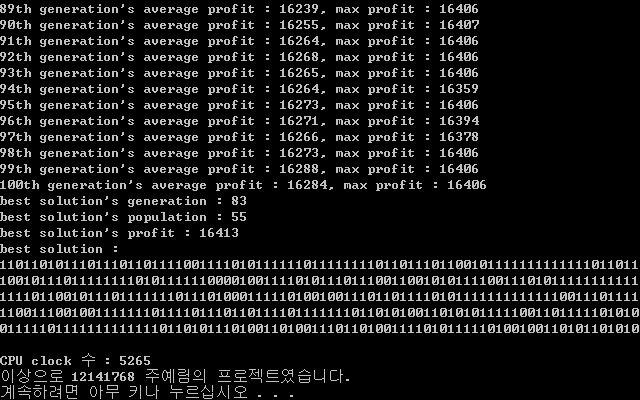 89th generation's average profit : 16239, max profit : 16406
90th generation's average profit : 16255, max profit : 16407
91th generation's average profit : 16264, max profit : 16406
92th generation's average profit : 16268, max profit : 16406
93th generation's average profit : 16265, max profit : 16406
94th generation's average profit : 16264, max profit : 16359
95th generation's average profit : 16273, max profit : 16406
96th generation's average profit : 16271, max profit : 16394
97th generation's average profit : 16266, max profit : 16378
98th generation's average profit : 16273, max profit : 16406
99th generation's average profit : 16288, max profit : 16406
100th generation's average profit : 16284, max profit : 16406
best solution's generation : 83
best solution's population : 55
best solution's profit : 16413
best solution :
CPU clock 수 : 5265
이상으로 12141768 주예림의 프로젝트였습니다.
계속하려면 아무 키나 누르십시오 . . .